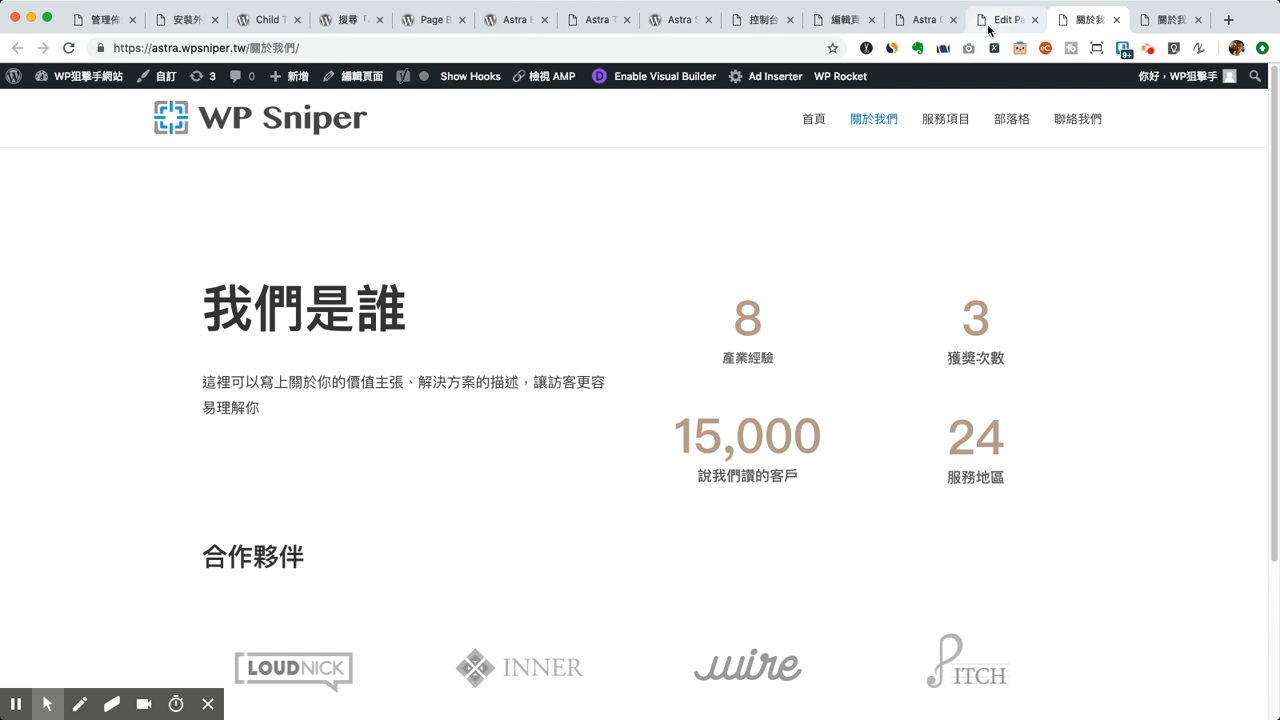 管理佈
安裝外
Child T
搜尋「
Page B
Astra H
Astra T
Astra S
控制台
編輯頁
Astra C
Edit Pa
關於我
關於我
https://astra.wpsniper.tw/關於我們/
WP狙擊手網站
自訂
3
0
新增
編輯頁面
Show Hooks
檢視 AMP
Enable Visual Builder
Ad Inserter
WP Rocket
你好，WP狙擊手
9+
WP Sniper
首頁
關於我們
服務項目
部落格
聯絡我們
我們是誰
這裡可以寫上關於你的價值主張、解決方案的描述，讓訪客更容
易理解你
8
產業經驗
3
獲獎次數
15,000
說我們讚的客戶
24
服務地區
合作夥伴
LOUDNICK
INNER
wire
PITCH